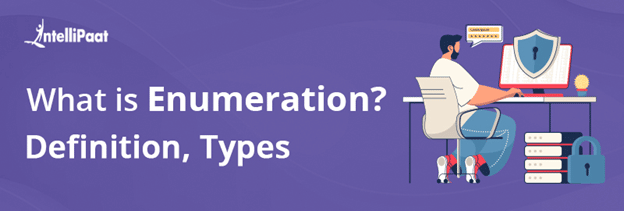 intelliPaat
What is Enumeration?
Definition, Types